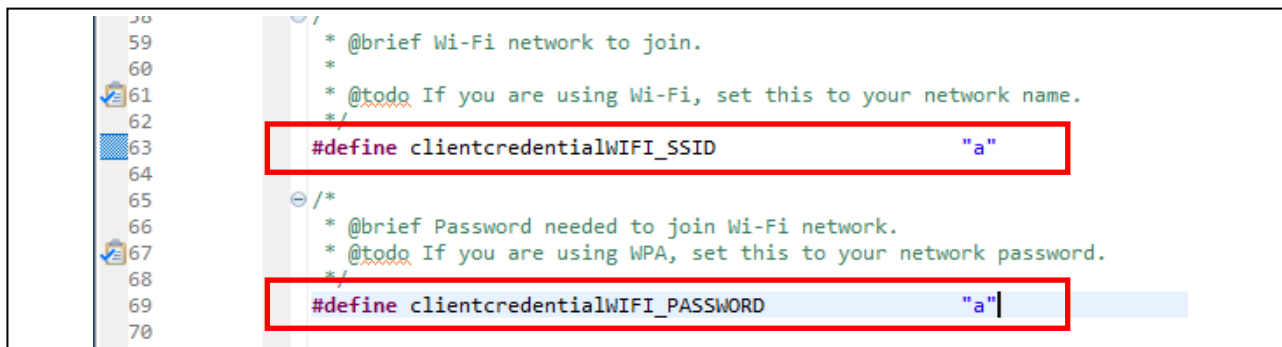 58 /
59 * @brief Wi-Fi network to join.
60 *
61 * @todo If you are using Wi-Fi, set this to your network name.
62 */
63 #define clientcredentialWIFI_SSID "a"
64
65 /*
66 * @brief Password needed to join Wi-Fi network.
67 * @todo If you are using WPA, set this to your network password.
68 */
69 #define clientcredentialWIFI_PASSWORD "a"
70